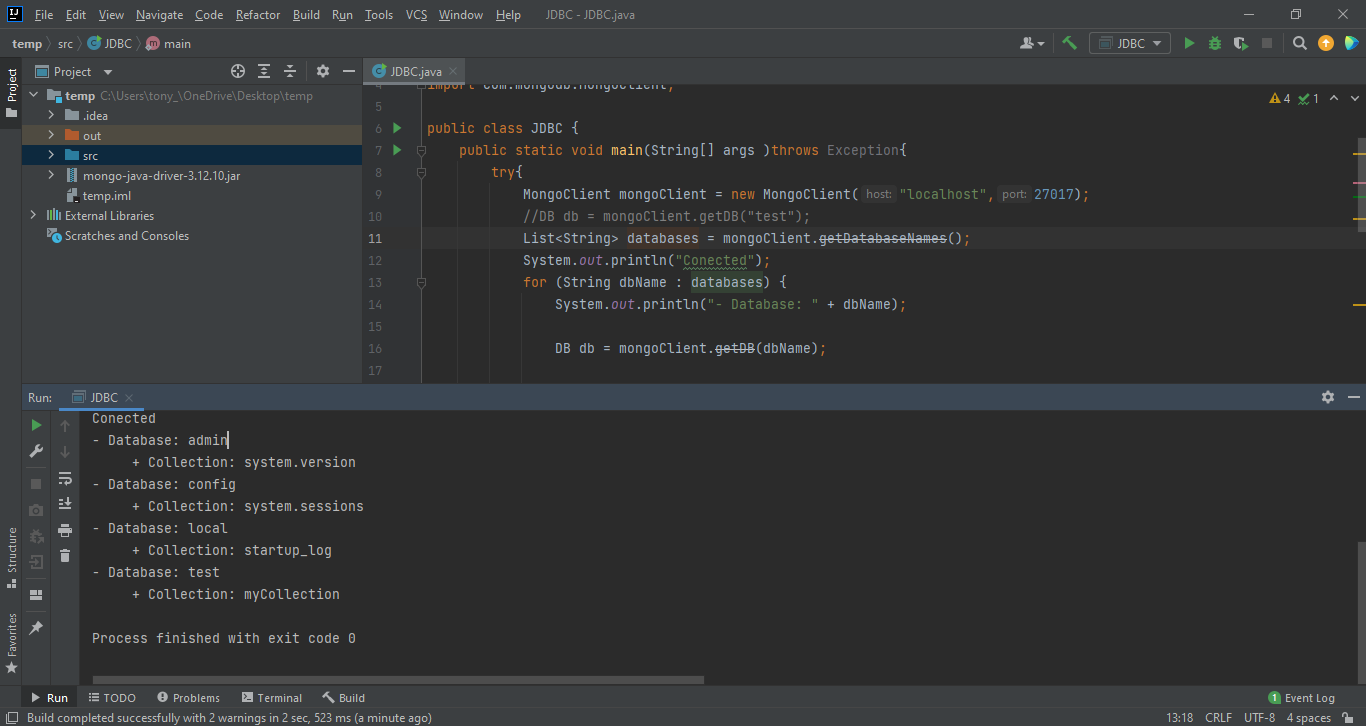 File Edit View Navigate Code Refactor Build Run Tools VCS Window Help JDBC - JDBC.java
temp src JDBC main JDBC
Project JDBC.java
4 import com.mongodb.MongoClient;
temp C:\Users\tony_\OneDrive\Desktop\temp
4 1
5
.idea
6 public class JDBC {
out
7 public static void main(String[] args )throws Exception{
src
8 try{
mongo-java-driver-3.12.10.jar
9 MongoClient mongoClient = new MongoClient( host: "localhost", port: 27017);
temp.iml
10 //DB db = mongoClient.getDB("test");
External Libraries
11 List<String> databases = mongoClient.getDatabaseNames();
Scratches and Consoles
12 System.out.println("Conected");
13 for (String dbName : databases) {
14 System.out.println("- Database: " + dbName);
15
16 DB db = mongoClient.getDB(dbName);
17
Project
Run: JDBC
Conected
- Database: admin
+ Collection: system.version
- Database: config
+ Collection: system.sessions
- Database: local
+ Collection: startup_log
- Database: test
+ Collection: myCollection
Process finished with exit code 0
Structure
Favorites
Run TODO Problems Terminal Build 1 Event Log
Build completed successfully with 2 warnings in 2 sec, 523 ms (a minute ago) 13:18 CRLF UTF-8 4 spaces